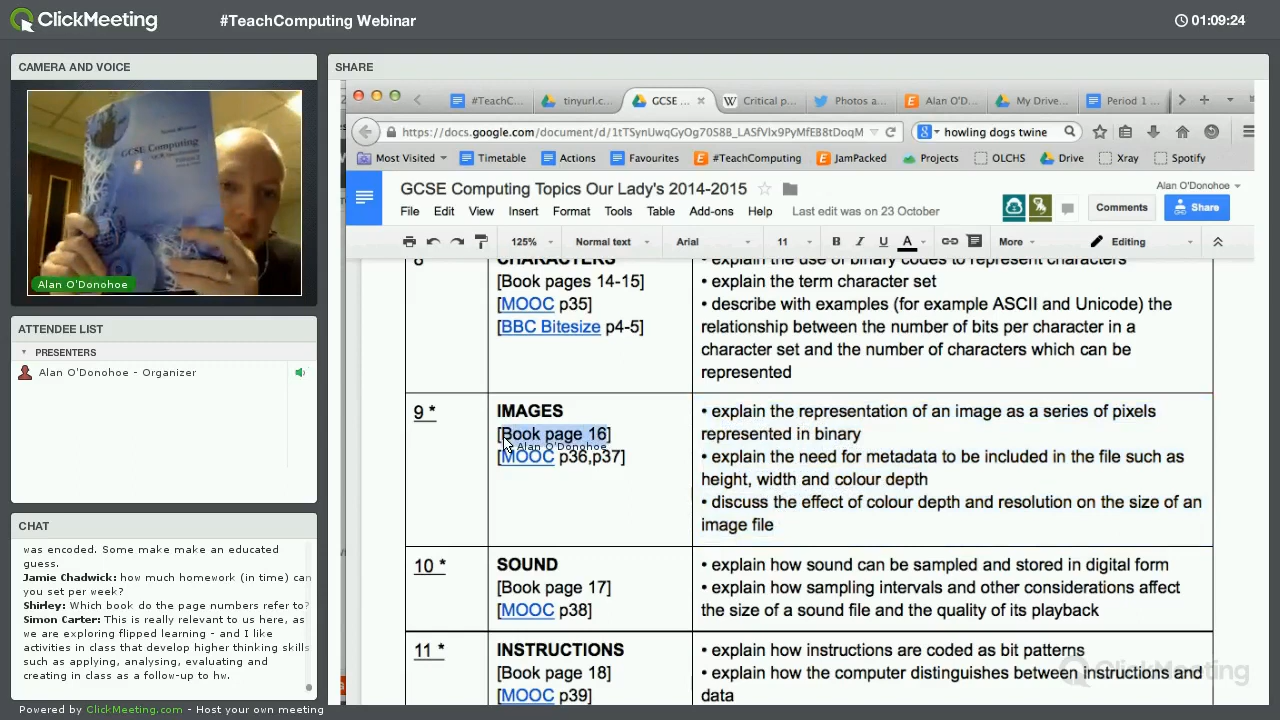 ClickMeeting
#TeachComputing Webinar
01:09:24
CAMERA AND VOICE
GCSE Computing
Alan O'Donohoe
ATTENDEE LIST
PRESENTERS
Alan O'Donohoe - Organizer
CHAT
was encoded. Some make make an educated
guess.
Jamie Chadwick: how much homework (in time) can
you set per week?
Shirley: Which book do the page numbers refer to?
Simon Carter: This is really relevant to us here, as
we are exploring flipped learning - and I like
activities in class that develop higher thinking skills
such as applying, analysing, evaluating and
creating in class as a follow-up to hw.
SHARE
#TeachC...
tinyurl.c...
GCSE ...
Critical p...
Photos a...
Alan O'D...
My Drive...
Period 1
https://docs.google.com/document/d/1tTSynUwqGyOg70S8B_LASfVlx9PyMfEB8tDoqM
howling dogs twine
Most Visited
Timetable
Actions
Favourites
#TeachComputing
JamPacked
Projects
OLCHS
Drive
Xray
Spotify
GCSE Computing Topics Our Lady's 2014-2015
Alan O'Donohoe
File Edit View Insert Format Tools Table Add-ons Help Last edit was on 23 October
Comments
Share
125% Normal text Arial 11 B I U A More Editing
8
CHARACTERS
[Book pages 14-15]
[MOOC p35]
[BBC Bitesize p4-5]
• explain the use of binary codes to represent characters
• explain the term character set
• describe with examples (for example ASCII and Unicode) the
relationship between the number of bits per character in a
character set and the number of characters which can be
represented
9 *
IMAGES
[Book page 16]
Alan O'Donohoe
[MOOC p36,p37]
• explain the representation of an image as a series of pixels
represented in binary
• explain the need for metadata to be included in the file such as
height, width and colour depth
• discuss the effect of colour depth and resolution on the size of an
image file
10 *
SOUND
[Book page 17]
[MOOC p38]
• explain how sound can be sampled and stored in digital form
• explain how sampling intervals and other considerations affect
the size of a sound file and the quality of its playback
11 *
INSTRUCTIONS
[Book page 18]
[MOOC p39]
• explain how instructions are coded as bit patterns
• explain how the computer distinguishes between instructions and
data
ClickMeeting
Powered by ClickMeeting.com - Host your own meeting